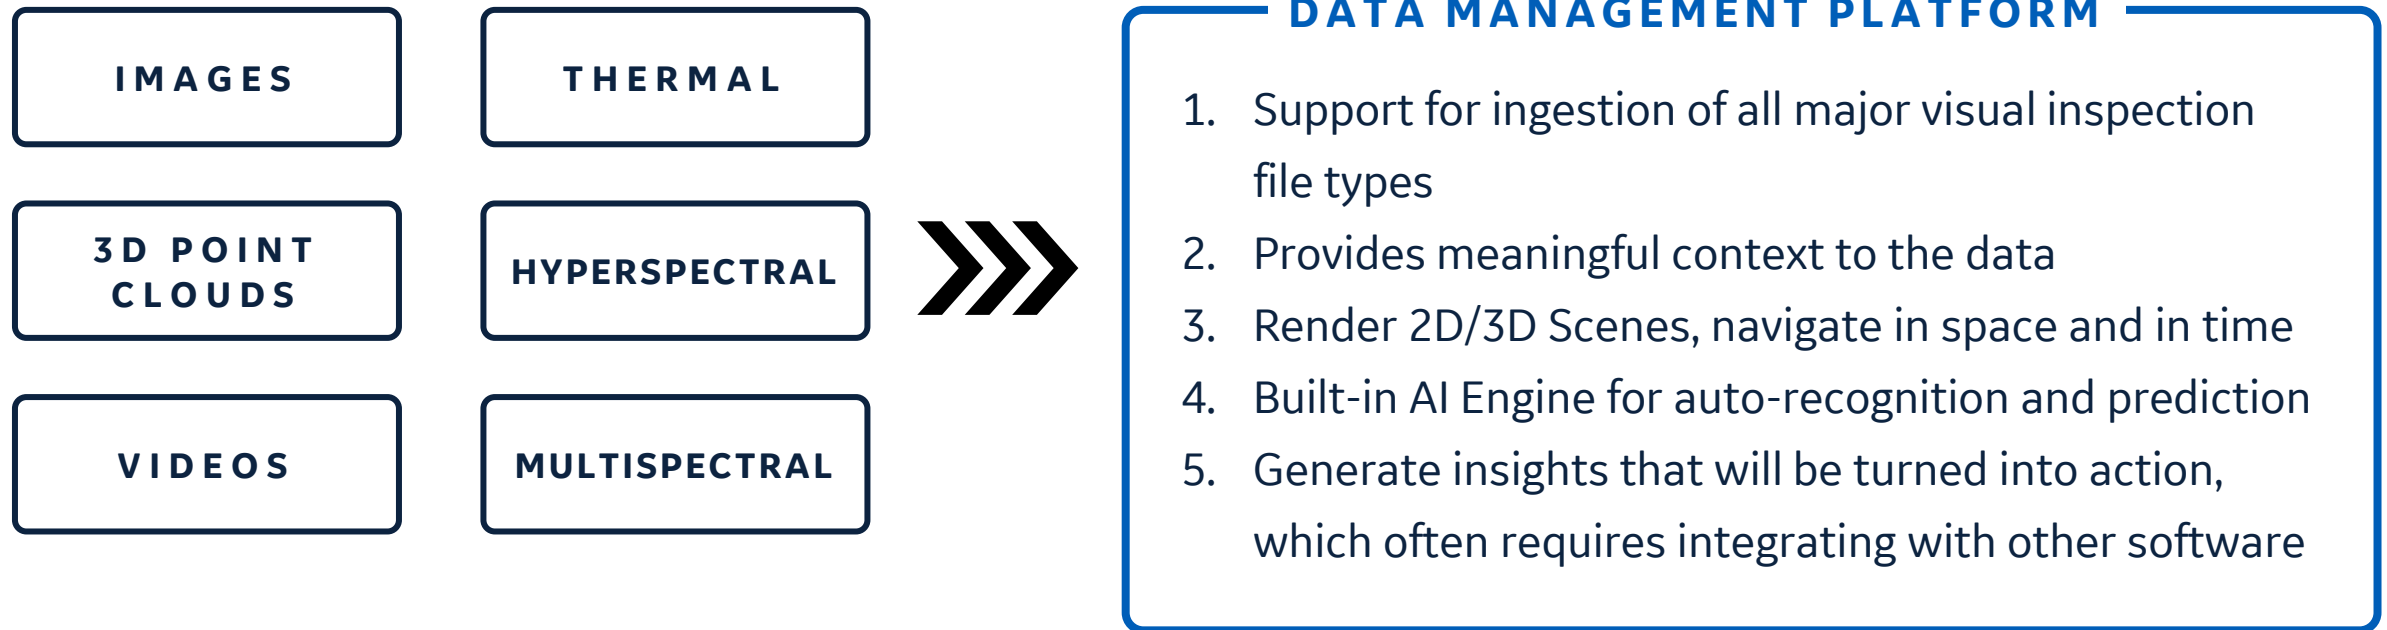 IMAGES
THERMAL
3D POINT
CLOUDS
HYPERSPECTRAL
VIDEOS
MULTISPECTRAL
DATA MANAGEMENT PLATFORM
1. Support for ingestion of all major visual inspection
file types
2. Provides meaningful context to the data
3. Render 2D/3D Scenes, navigate in space and in time
4. Built-in AI Engine for auto-recognition and prediction
5. Generate insights that will be turned into action,
which often requires integrating with other software